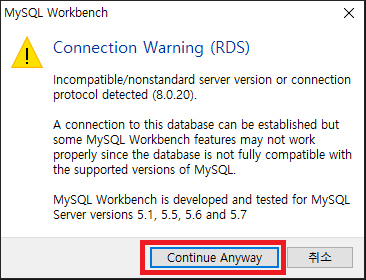 MySQL Workbench
Connection Warning (RDS)
Incompatible/nonstandard server version or connection
protocol detected (8.0.20).
A connection to this database can be established but
some MySQL Workbench features may not work
properly since the database is not fully compatible with
the supported versions of MySQL.
MySQL Workbench is developed and tested for MySQL
Server versions 5.1, 5.5, 5.6 and 5.7
Continue Anyway
취소